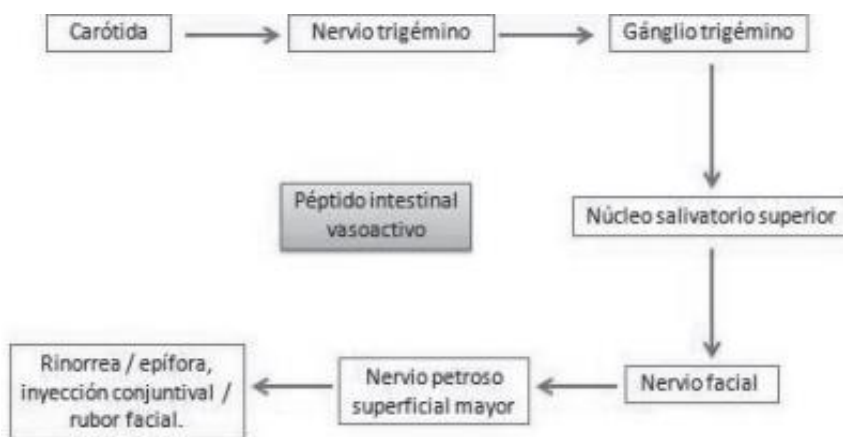 Carótida
Nervio trigémino
Gánglio trigémino
Péptido intestinal
vasoactivo
Núcleo salivatorio superior
Rinorrea / epífora,
inyección conjuntival /
rubor facial.
Nervio petroso
superficial mayor
Nervio facial